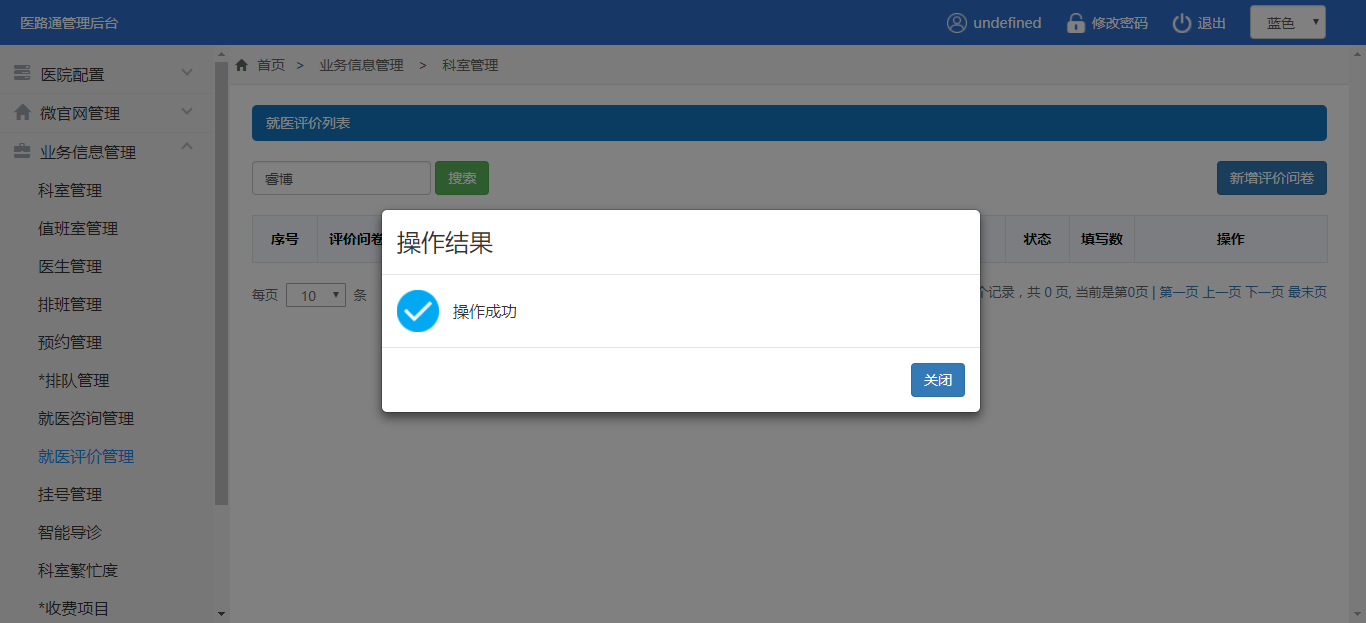 医路通管理后台
undefined
修改密码
退出
蓝色
医院配置
微官网管理
业务信息管理
科室管理
值班室管理
医生管理
排班管理
预约管理
*排队管理
就医咨询管理
就医评价管理
挂号管理
智能导诊
科室繁忙度
*收费项目
首页 > 业务信息管理 > 科室管理
就医评价列表
睿博
搜索
新增评价问卷
序号 评价问卷 状态 填写数 操作
每页 10 条
个记录，共 0 页, 当前是第0页 | 第一页 上一页 下一页 最末页
操作结果
操作成功
关闭